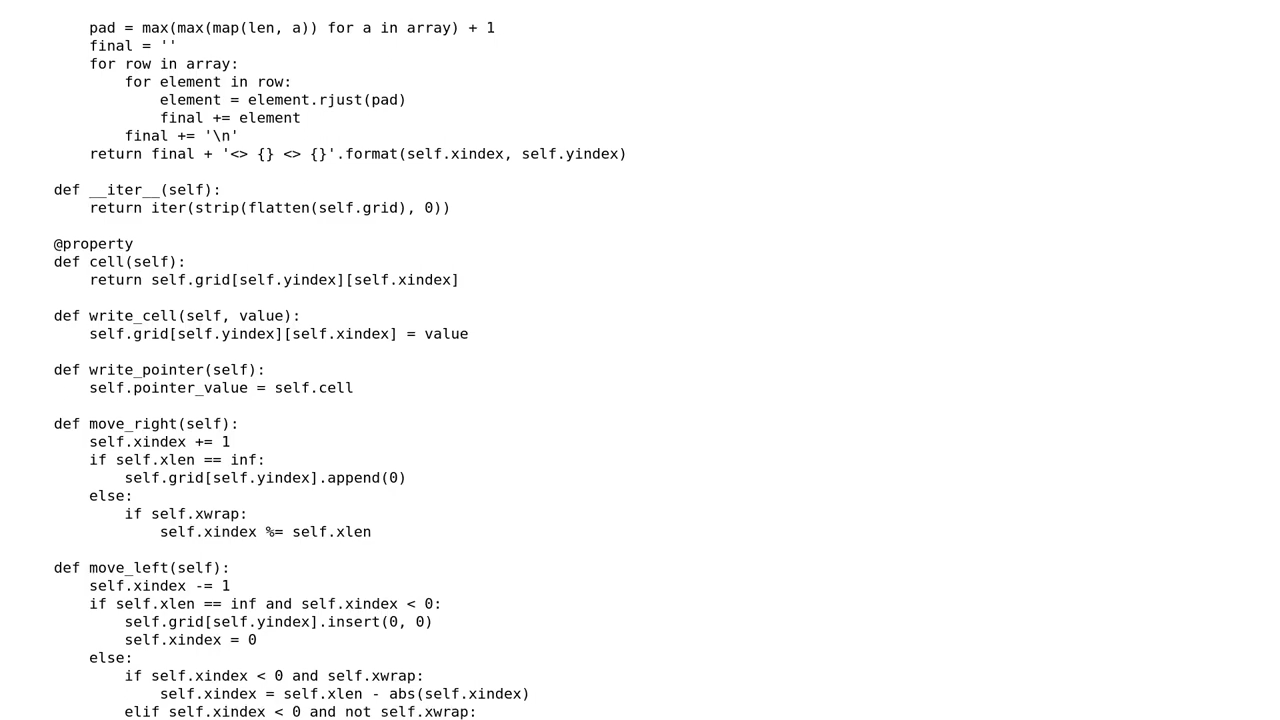 pad = max(max(map(len, a)) for a in array) + 1
        final = ''
        for row in array:
            for element in row:
                element = element.rjust(pad)
                final += element
            final += '\n'
        return final + '<> {} <> {}'.format(self.xindex, self.yindex)

    def __iter__(self):
        return iter(strip(flatten(self.grid), 0))

    @property
    def cell(self):
        return self.grid[self.yindex][self.xindex]

    def write_cell(self, value):
        self.grid[self.yindex][self.xindex] = value

    def write_pointer(self):
        self.pointer_value = self.cell

    def move_right(self):
        self.xindex += 1
        if self.xlen == inf:
            self.grid[self.yindex].append(0)
        else:
            if self.xwrap:
                self.xindex %= self.xlen

    def move_left(self):
        self.xindex -= 1
        if self.xlen == inf and self.xindex < 0:
            self.grid[self.yindex].insert(0, 0)
            self.xindex = 0
        else:
            if self.xindex < 0 and self.xwrap:
                self.xindex = self.xlen - abs(self.xindex)
            elif self.xindex < 0 and not self.xwrap: